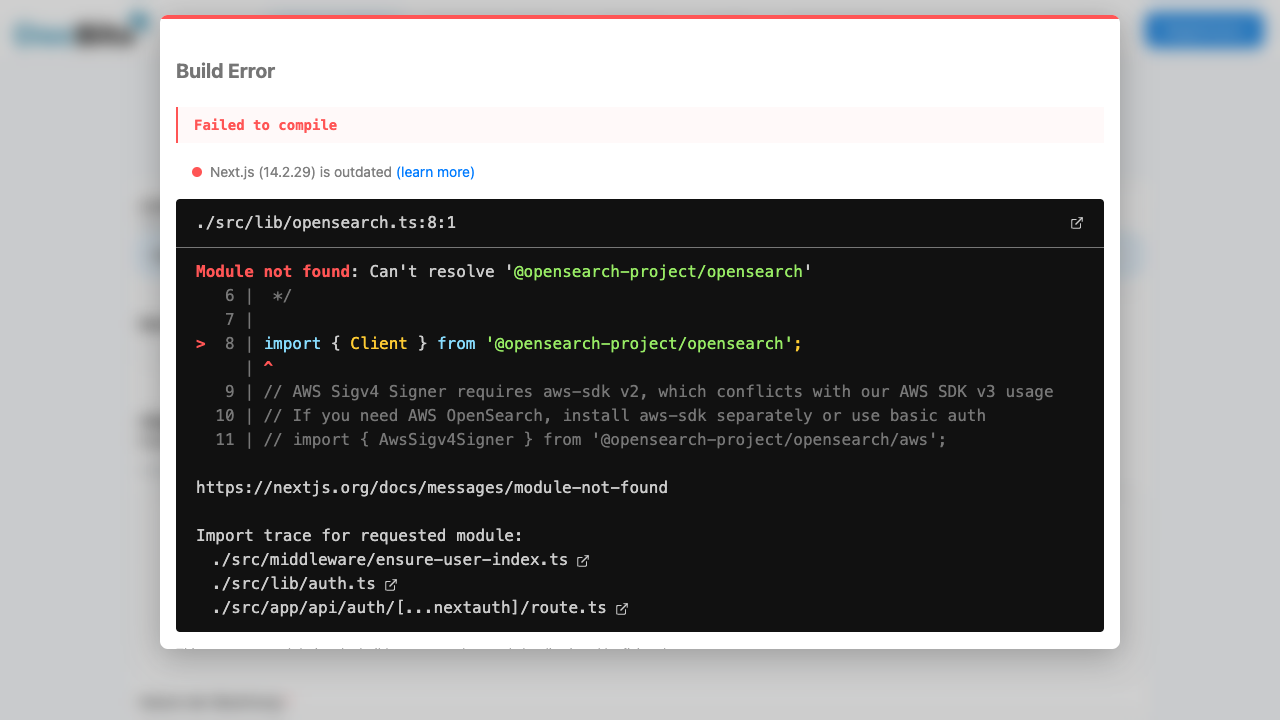 Build Error
Failed to compile
Next.js (14.2.29) is outdated (learn more)
./src/lib/opensearch.ts:8:1
Module not found: Can't resolve '@opensearch-project/opensearch'
6 | */
7 |
> 8 | import { Client } from '@opensearch-project/opensearch';
| ^
9 | // AWS Sigv4 Signer requires aws-sdk v2, which conflicts with our AWS SDK v3 usage
10 | // If you need AWS OpenSearch, install aws-sdk separately or use basic auth
11 | // import { AwsSigv4Signer } from '@opensearch-project/opensearch/aws';
https://nextjs.org/docs/messages/module-not-found
Import trace for requested module:
./src/middleware/ensure-user-index.ts
./src/lib/auth.ts
./src/app/api/auth/[...nextauth]/route.ts